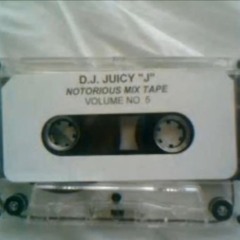 D.J. JUICY "J"
NOTORIOUS MIX TAPE
VOLUME NO 5